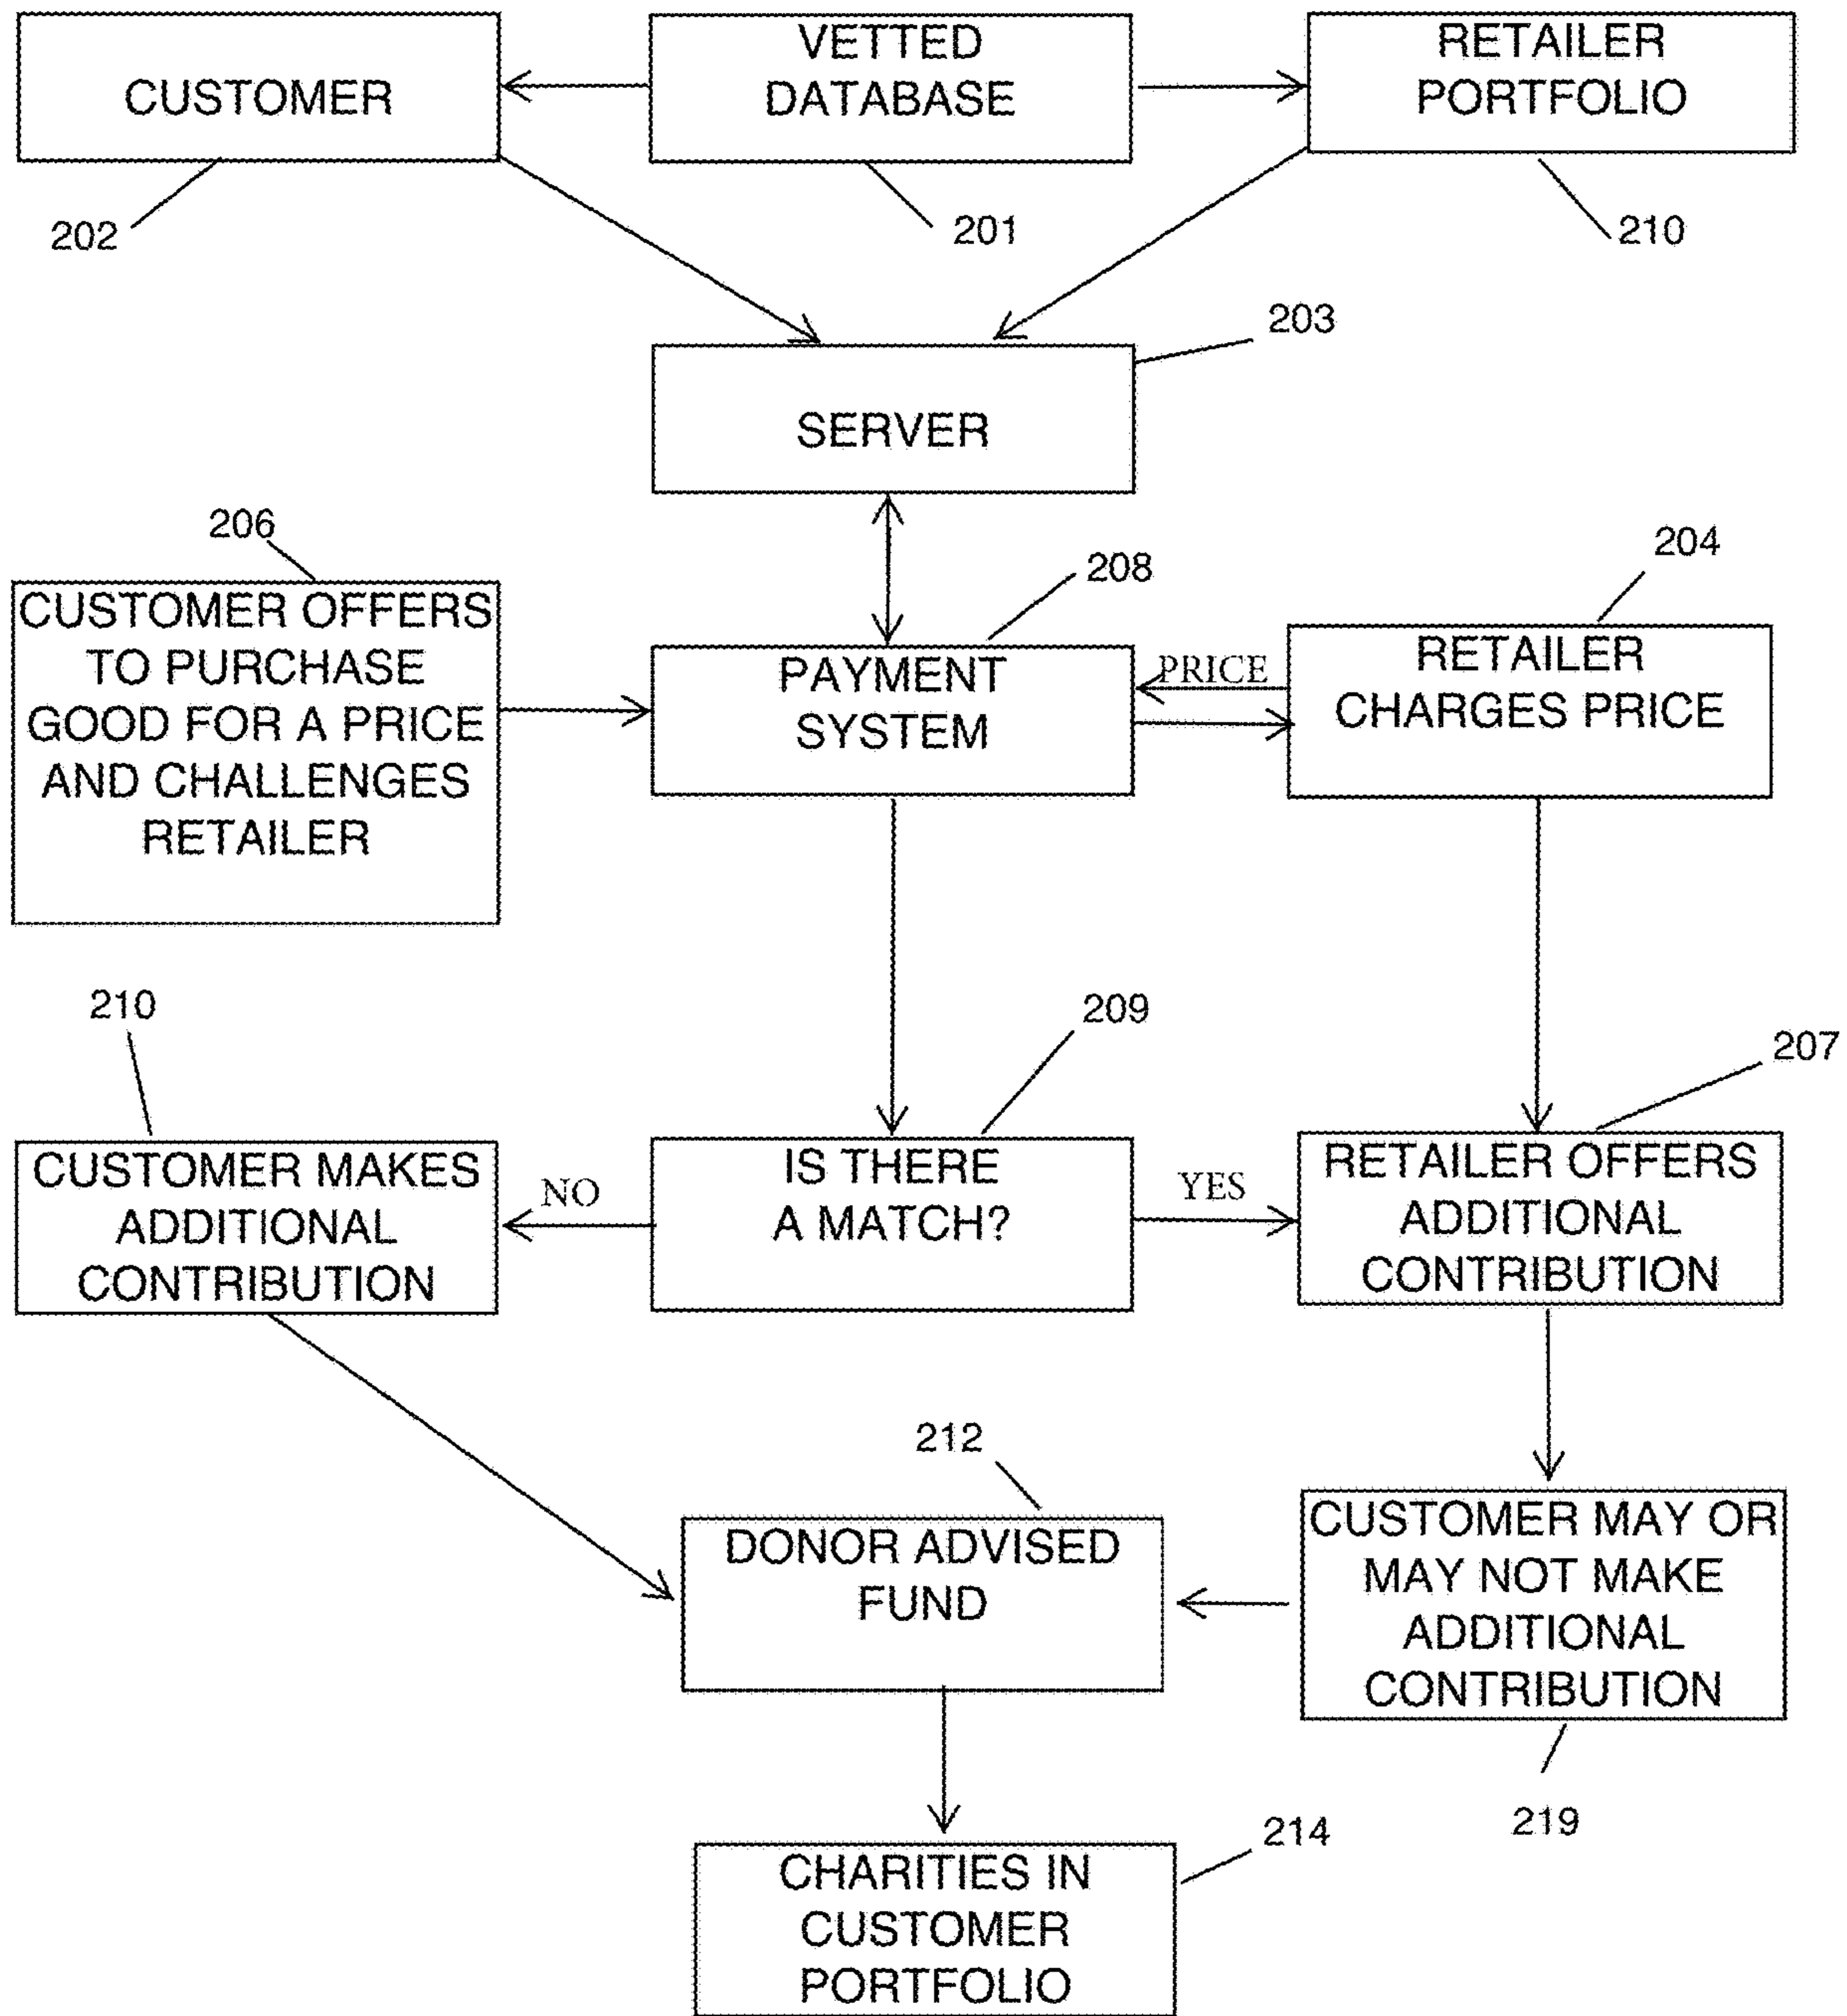 CUSTOMER
VETTED
DATABASE
RETAILER
PORTFOLIO
202
201
210
203
SERVER
206
CUSTOMER OFFERS
TO PURCHASE
GOOD FOR A PRICE
AND CHALLENGES
RETAILER
208
PAYMENT
SYSTEM
PRICE
204
RETAILER
CHARGES PRICE
210
CUSTOMER MAKES
ADDITIONAL
CONTRIBUTION
NO
209
IS THERE
A MATCH?
YES
207
RETAILER OFFERS
ADDITIONAL
CONTRIBUTION
212
DONOR ADVISED
FUND
CUSTOMER MAY OR
MAY NOT MAKE
ADDITIONAL
CONTRIBUTION
219
214
CHARITIES IN
CUSTOMER
PORTFOLIO